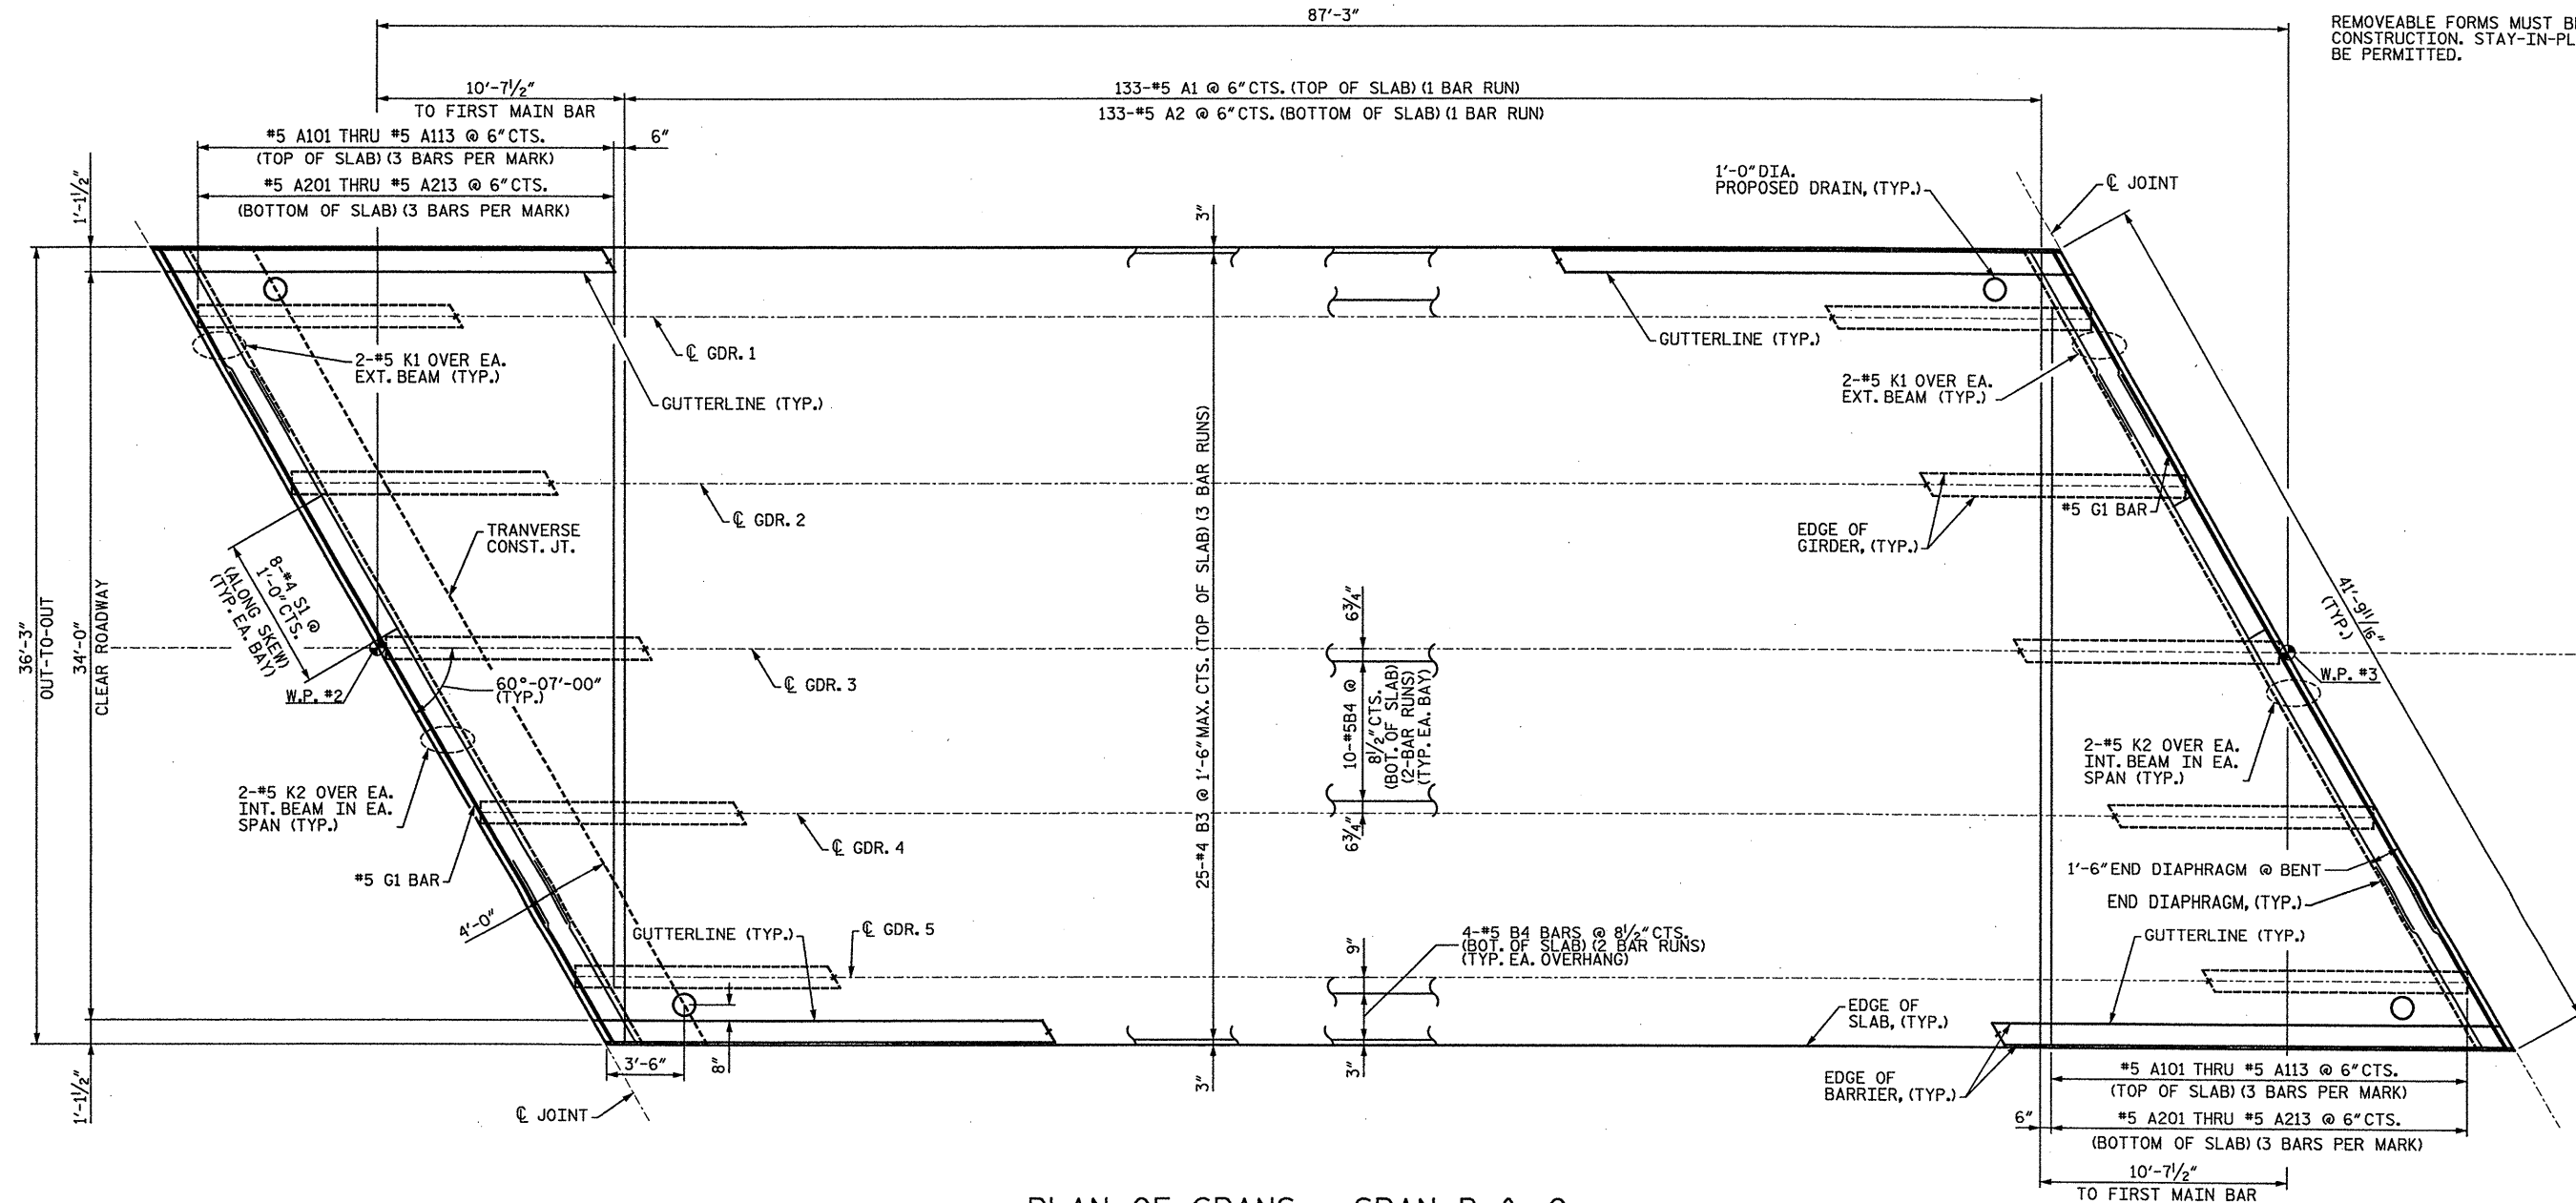 87'-3"
REMOVEABLE FORMS MUST
CONSTRUCTION. STAY-IN-PL
BE PERMITTED.
10'-7½"
TO FIRST MAIN BAR
133-#5 A1 @ 6" CTS. (TOP OF SLAB) (1 BAR RUN)
133-#5 A2 @ 6" CTS. (BOTTOM OF SLAB) (1 BAR RUN)
#5 A101 THRU #5 A113 @ 6" CTS.
(TOP OF SLAB) (3 BARS PER MARK)
6"
#5 A201 THRU #5 A213 @ 6" CTS.
(BOTTOM OF SLAB) (3 BARS PER MARK)
1'-1½"
3"
1'-0" DIA.
PROPOSED DRAIN, (TYP.)
℄ JOINT
℄ GDR. 1
GUTTERLINE (TYP.)
2-#5 K1 OVER EA.
EXT. BEAM (TYP.)
GUTTERLINE (TYP.)
2-#5 K1 OVER EA.
EXT. BEAM (TYP.)
℄ GDR. 2
TRANVERSE
CONST. JT.
#5 G1 BAR
EDGE OF
GIRDER, (TYP.)
8-#4 S1 @
1'-0" CTS.
(ALONG SKEW)
(TYP. EA. BAY)
36'-3"
OUT-TO-OUT
34'-0"
CLEAR ROADWAY
25-#4 B3 @ 1'-6" MAX. CTS. (TOP OF SLAB) (3 BAR RUNS)
41'-9 11/16"
(TYP.)
W.P. #2
60°-07'-00"
(TYP.)
℄ GDR. 3
6¾"
10-#5B4 @
8½" CTS.
(BOT. OF SLAB)
(2-BAR RUNS)
(TYP. EA. BAY)
6¾"
W.P. #3
2-#5 K2 OVER EA.
INT. BEAM IN EA.
SPAN (TYP.)
2-#5 K2 OVER EA.
INT. BEAM IN EA.
SPAN (TYP.)
℄ GDR. 4
#5 G1 BAR
1'-6" END DIAPHRAGM @ BENT
END DIAPHRAGM, (TYP.)
4'-0"
GUTTERLINE (TYP.)
℄ GDR. 5
9"
4-#5 B4 BARS @ 8½" CTS.
(BOT. OF SLAB) (2 BAR RUNS)
(TYP. EA. OVERHANG)
GUTTERLINE (TYP.)
EDGE OF
SLAB, (TYP.)
3'-6"
8"
3"
3"
1'-1½"
℄ JOINT
EDGE OF
BARRIER, (TYP.)
#5 A101 THRU #5 A113 @ 6" CTS.
(TOP OF SLAB) (3 BARS PER MARK)
6"
#5 A201 THRU #5 A213 @ 6" CTS.
(BOTTOM OF SLAB) (3 BARS PER MARK)
10'-7½"
TO FIRST MAIN BAR